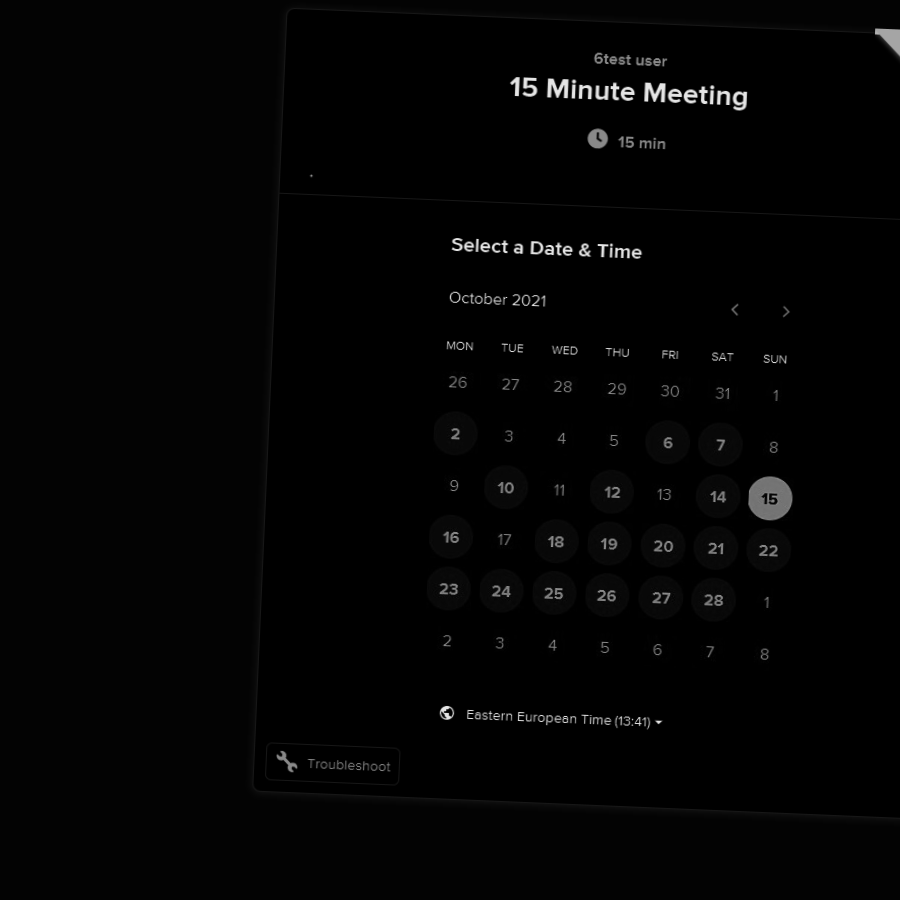 6test user
15 Minute Meeting
15 min
Select a Date & Time
October 2021
MON TUE WED THU FRI SAT SUN
26 27 28 29 30 31 1
2 3 4 5 6 7 8
9 10 11 12 13 14 15
16 17 18 19 20 21 22
23 24 25 26 27 28 1
2 3 4 5 6 7 8
Eastern European Time (13:41)
Troubleshoot